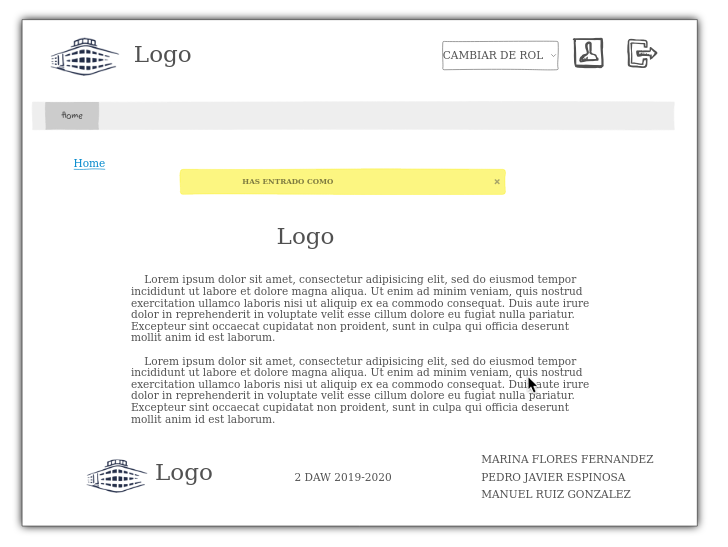 Logo
CAMBIAR DE ROL
Home
Home
HAS ENTRADO COMO
×
Logo
Lorem ipsum dolor sit amet, consectetur adipisicing elit, sed do eiusmod tempor
incididunt ut labore et dolore magna aliqua. Ut enim ad minim veniam, quis nostrud
exercitation ullamco laboris nisi ut aliquip ex ea commodo consequat. Duis aute irure
dolor in reprehenderit in voluptate velit esse cillum dolore eu fugiat nulla pariatur.
Excepteur sint occaecat cupidatat non proident, sunt in culpa qui officia deserunt
mollit anim id est laborum.
Lorem ipsum dolor sit amet, consectetur adipisicing elit, sed do eiusmod tempor
incididunt ut labore et dolore magna aliqua. Ut enim ad minim veniam, quis nostrud
exercitation ullamco laboris nisi ut aliquip ex ea commodo consequat. Duis aute irure
dolor in reprehenderit in voluptate velit esse cillum dolore eu fugiat nulla pariatur.
Excepteur sint occaecat cupidatat non proident, sunt in culpa qui officia deserunt
mollit anim id est laborum.
Logo
2 DAW 2019-2020
MARINA FLORES FERNANDEZ
PEDRO JAVIER ESPINOSA
MANUEL RUIZ GONZALEZ